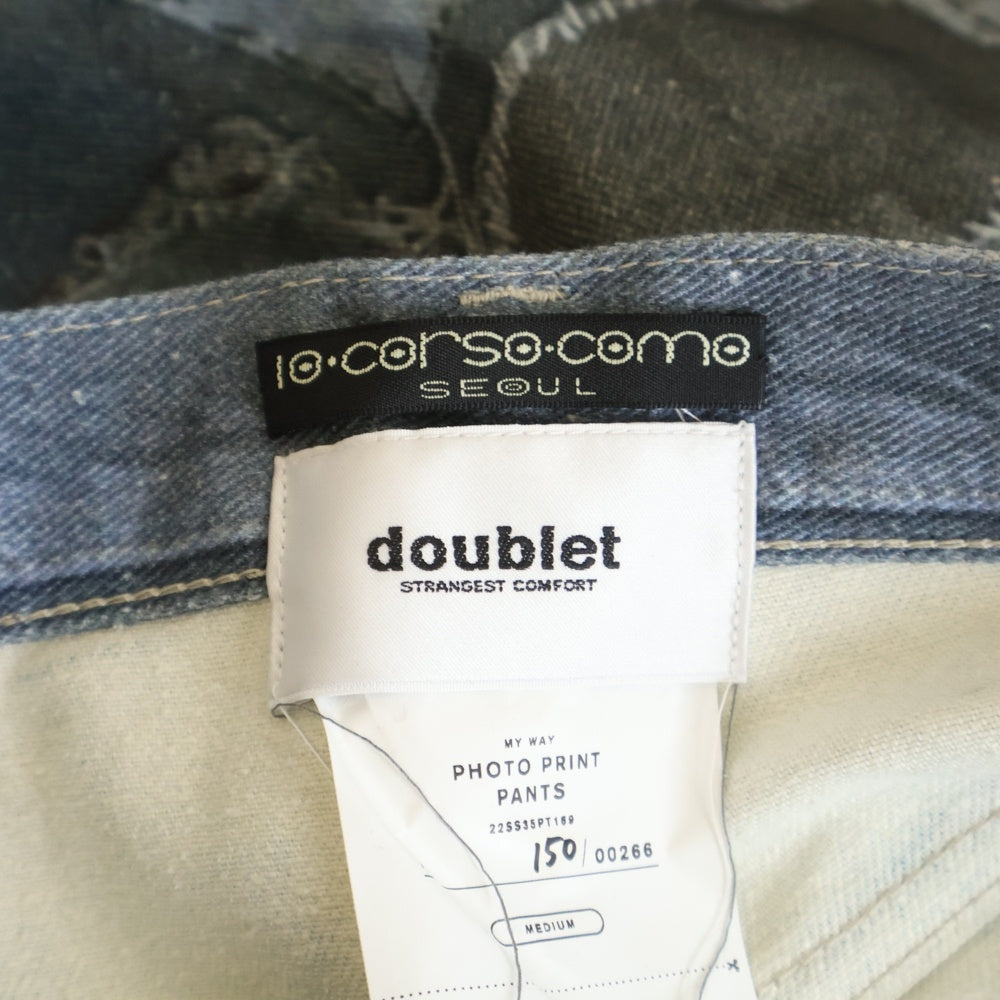 10·corso·como
SEOUL
doublet
STRANGEST COMFORT
MY WAY
PHOTO PRINT
PANTS
22SS35PT169
150/00266
MEDIUM